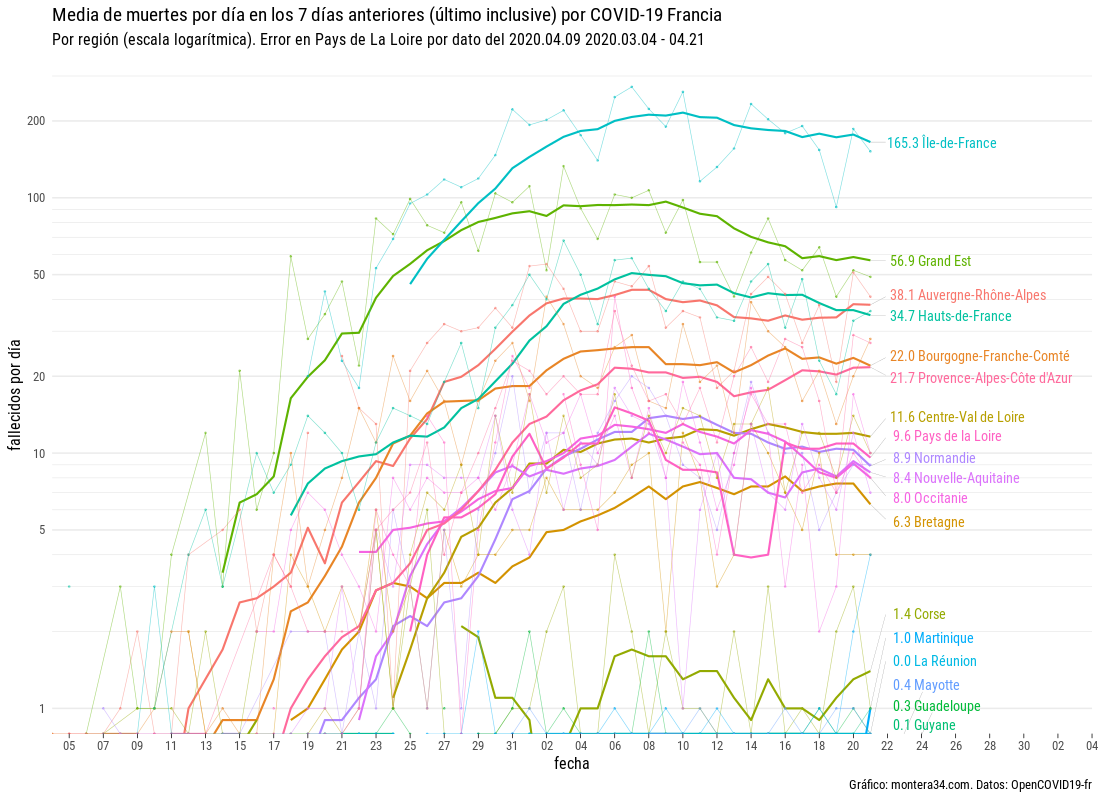 Media de muertes por día en los 7 días anteriores (último inclusive) por COVID-19 Francia
Por región (escala logarítmica). Error en Pays de La Loire por dato del 2020.04.09 2020.03.04 - 04.21
fallecidos por día
200
100
50
20
10
5
1
165.3 Île-de-France
56.9 Grand Est
38.1 Auvergne-Rhône-Alpes
34.7 Hauts-de-France
22.0 Bourgogne-Franche-Comté
21.7 Provence-Alpes-Côte d'Azur
11.6 Centre-Val de Loire
9.6 Pays de la Loire
8.9 Normandie
8.4 Nouvelle-Aquitaine
8.0 Occitanie
6.3 Bretagne
1.4 Corse
1.0 Martinique
0.0 La Réunion
0.4 Mayotte
0.3 Guadeloupe
0.1 Guyane
05 07 09 11 13 15 17 19 21 23 25 27 29 31 02 04 06 08 10 12 14 16 18 20 22 24 26 28 30 02 04
fecha
Gráfico: montera34.com. Datos: OpenCOVID19-fr